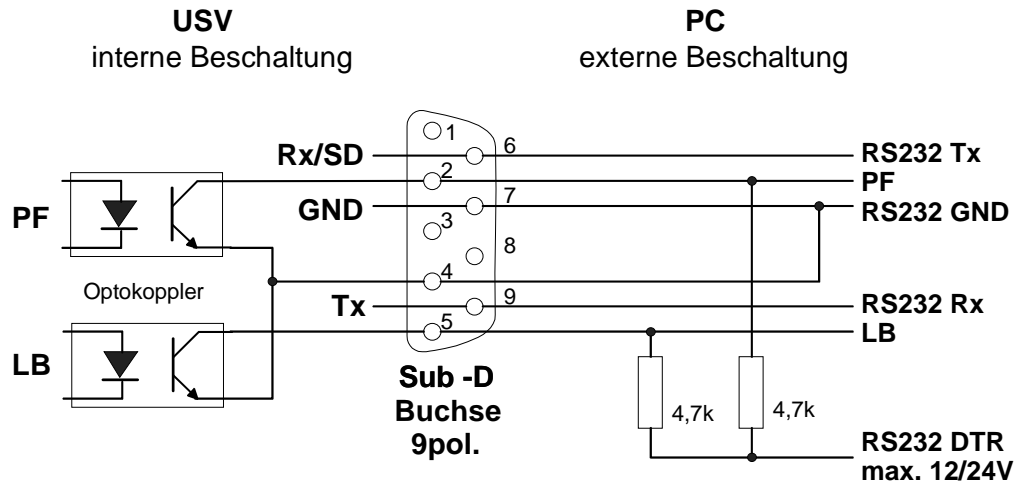 USV
interne Beschaltung
PC
externe Beschaltung
1
6
Rx/SD
RS232 Tx
2
PF
PF
GND
7
RS232 GND
3
8
Optokoppler
4
Tx
9
RS232 Rx
5
LB
LB
Sub -D
Buchse
9pol.
4,7k
4,7k
RS232 DTR
max. 12/24V